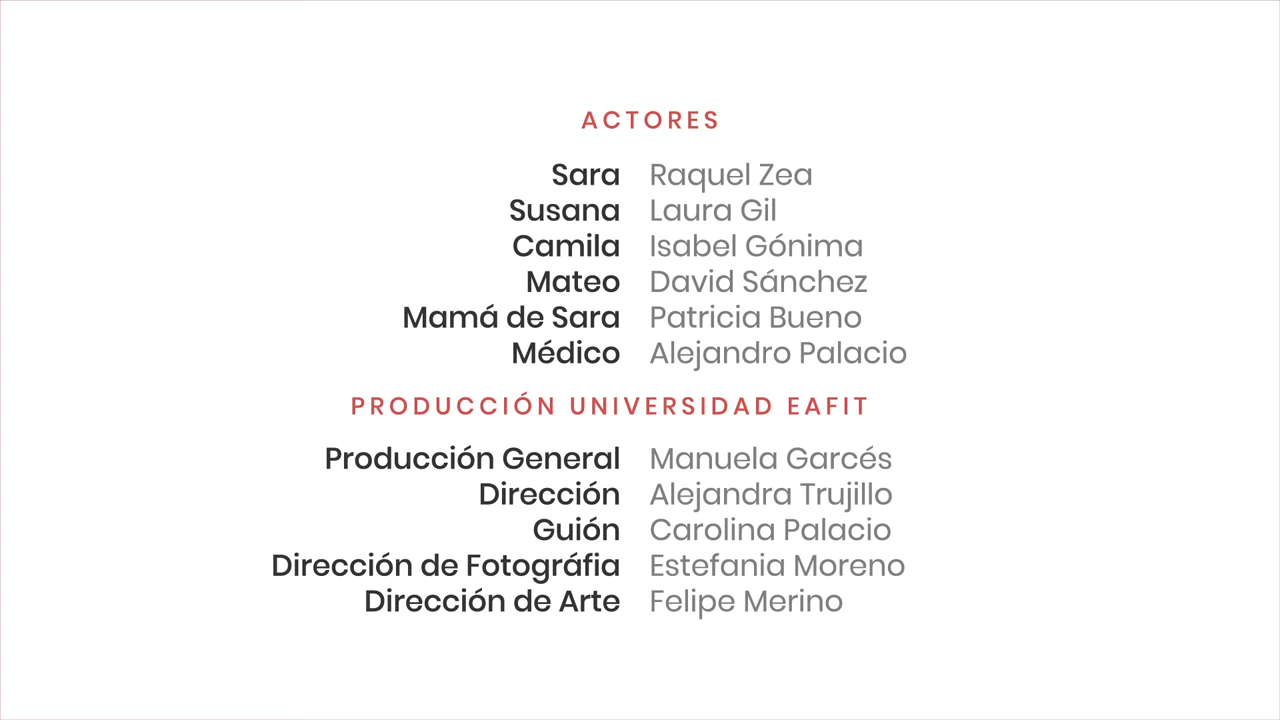 ACTORES
Sara Raquel Zea
Susana Laura Gil
Camila Isabel Gónima
Mateo David Sánchez
Mamá de Sara Patricia Bueno
Médico Alejandro Palacio
PRODUCCIÓN UNIVERSIDAD EAFIT
Producción General Manuela Garcés
Dirección Alejandra Trujillo
Guión Carolina Palacio
Dirección de Fotográfia Estefania Moreno
Dirección de Arte Felipe Merino